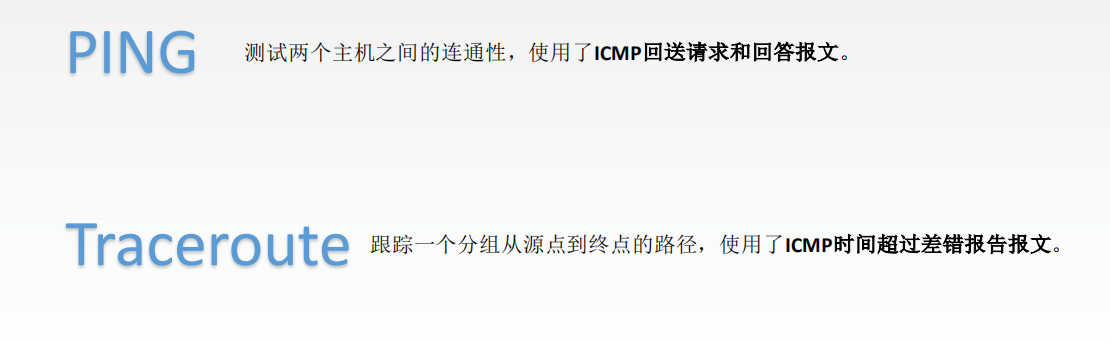 PING 测试两个主机之间的连通性，使用了ICMP回送请求和回答报文。
Traceroute 跟踪一个分组从源点到终点的路径，使用了ICMP时间超过差错报告报文。